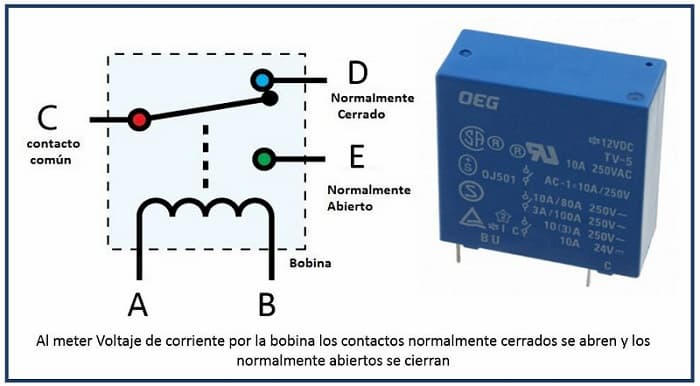 C
contacto
común
D
Normalmente
Cerrado
E
Normalmente
Abierto
Bobina
A
B
OEG
12VDC
TV-5
10A 250VAC
OJ501
AC-1-10A/250V
10A/80A 250V~
3A/100A 250V~
10(3)A 250V~
10A 24V
BU
C
Al meter Voltaje de corriente por la bobina los contactos normalmente cerrados se abren y los
normalmente abiertos se cierran